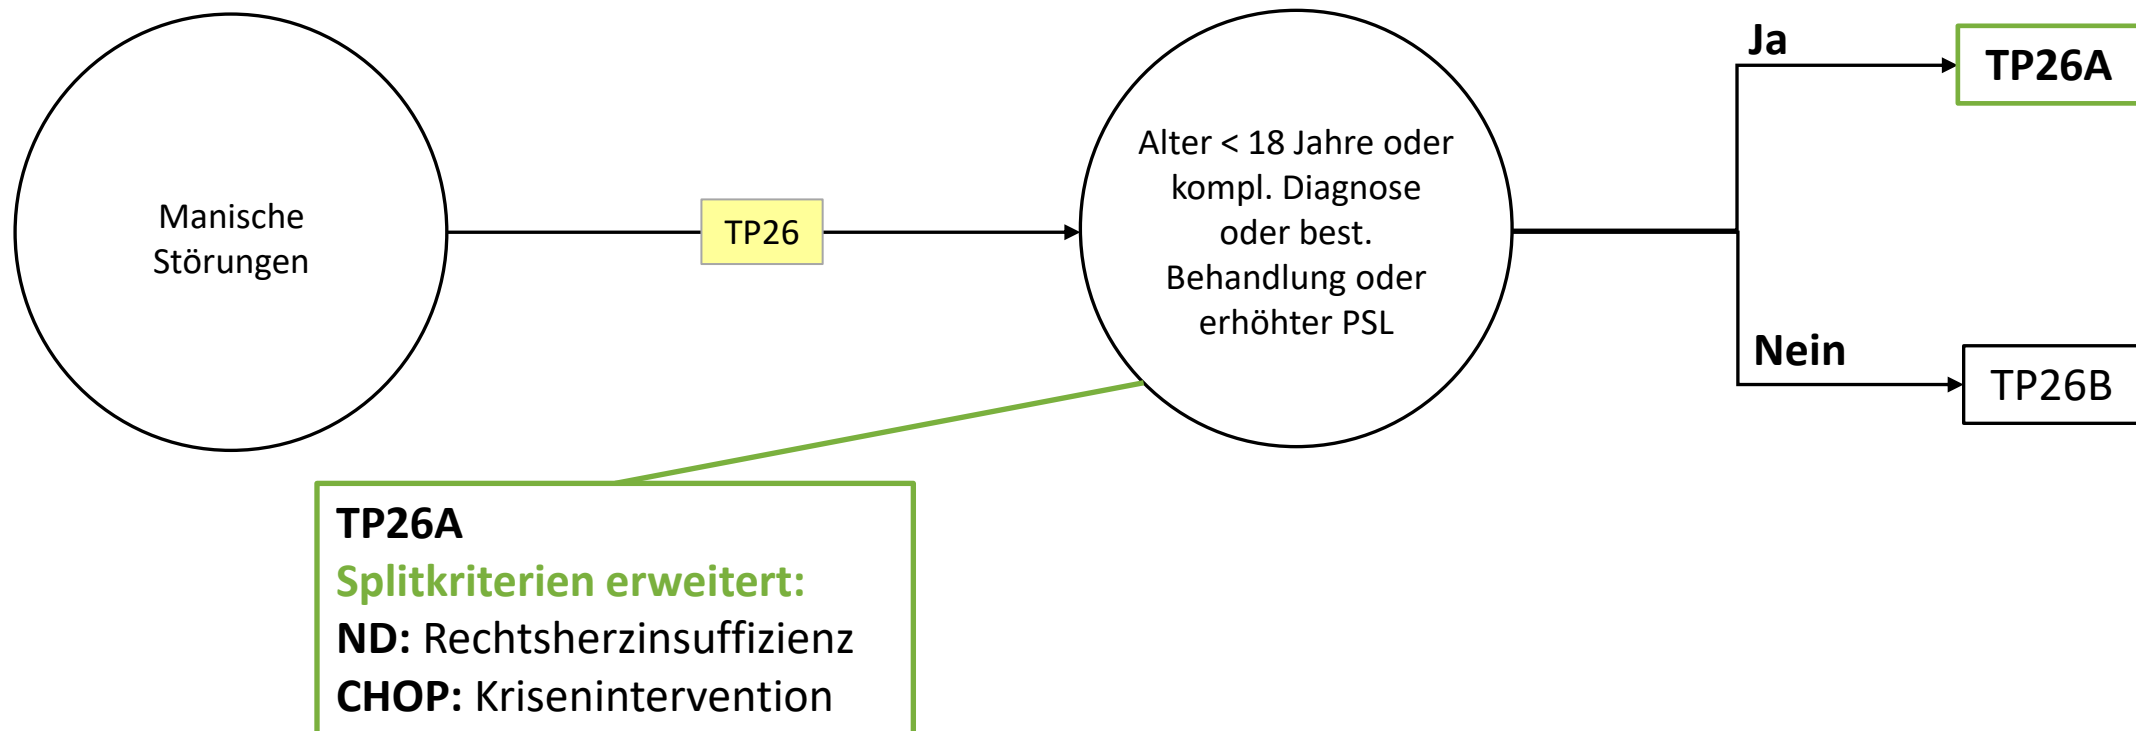 Manische
Störungen
TP26
Alter < 18 Jahre oder
kompl. Diagnose
oder best.
Behandlung oder
erhöhter PSL
Ja
TP26A
Nein
TP26B
TP26A
Splitkriterien erweitert:
ND: Rechtsherzinsuffizienz
CHOP: Krisenintervention